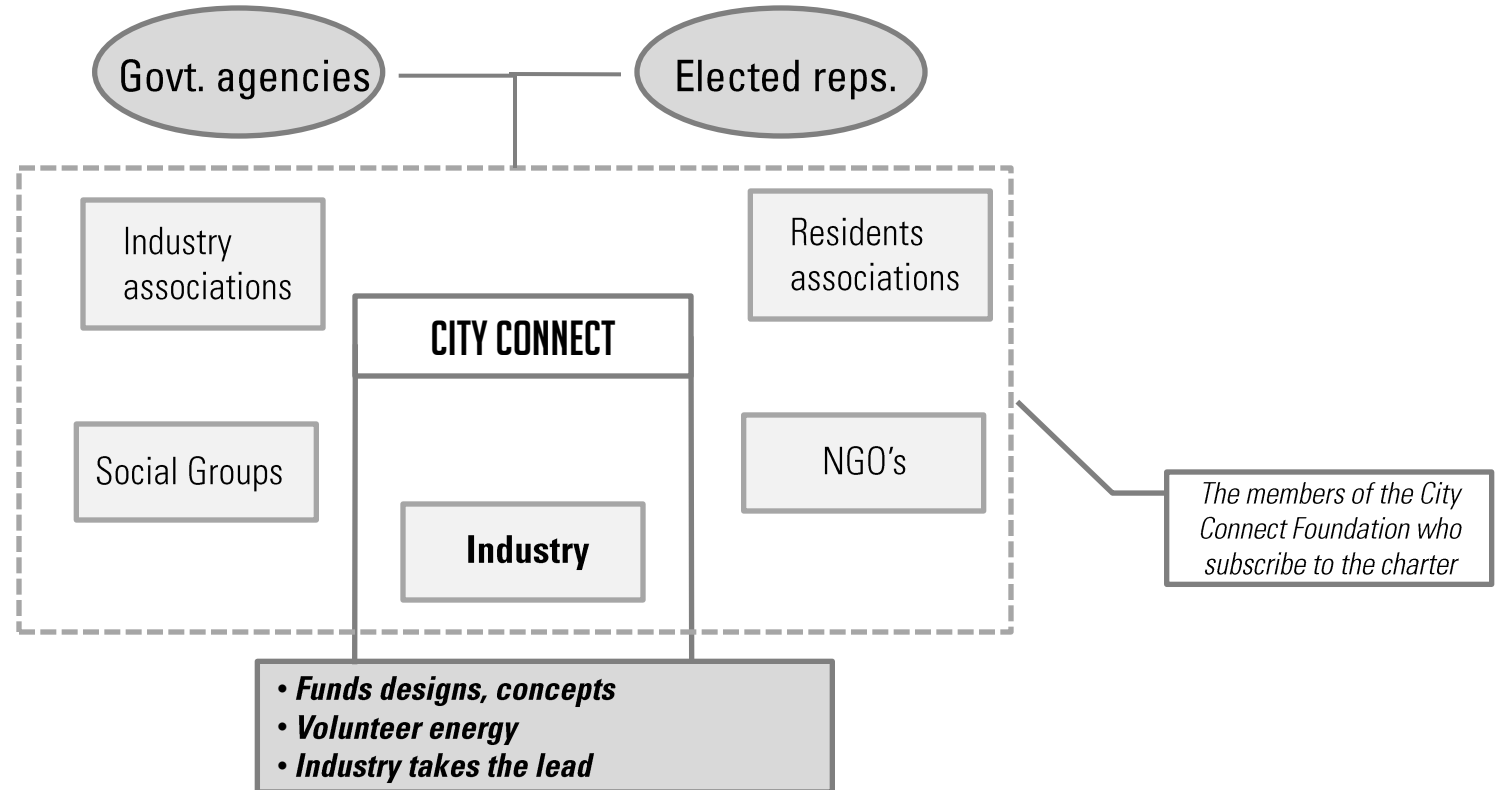 Govt. agencies
Elected reps.
Industry
associations
Residents
associations
CITY CONNECT
Social Groups
NGO's
Industry
The members of the City
Connect Foundation who
subscribe to the charter
• Funds designs, concepts
• Volunteer energy
• Industry takes the lead